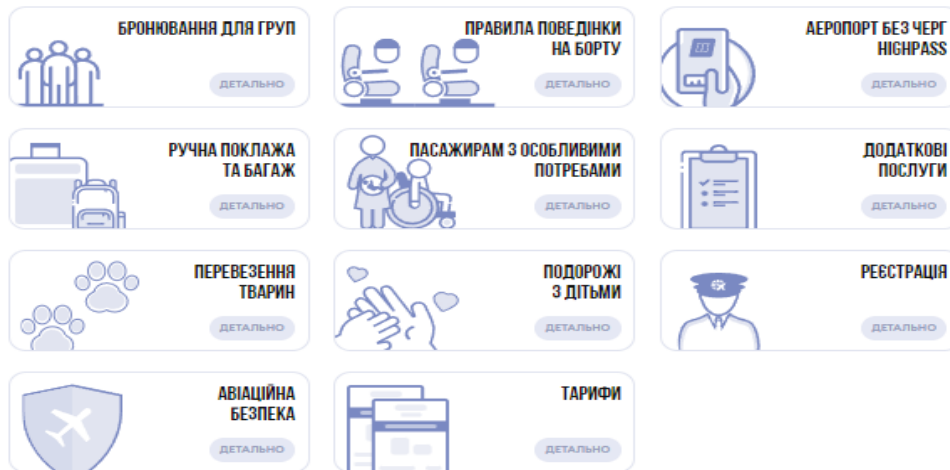 БРОНЮВАННЯ ДЛЯ ГРУП
ДЕТАЛЬНО
ПРАВИЛА ПОВЕДІНКИ
НА БОРТУ
ДЕТАЛЬНО
АЕРОПОРТ БЕЗ ЧЕРГ
HIGHPASS
ДЕТАЛЬНО
РУЧНА ПОКЛАЖА
ТА БАГАЖ
ДЕТАЛЬНО
ПАСАЖИРАМ З ОСОБЛИВИМИ
ПОТРЕБАМИ
ДЕТАЛЬНО
ДОДАТКОВІ
ПОСЛУГИ
ДЕТАЛЬНО
ПЕРЕВЕЗЕННЯ
ТВАРИН
ДЕТАЛЬНО
ПОДОРОЖІ
З ДІТЬМИ
ДЕТАЛЬНО
РЕЄСТРАЦІЯ
ДЕТАЛЬНО
АВІАЦІЙНА
БЕЗПЕКА
ДЕТАЛЬНО
ТАРИФИ
ДЕТАЛЬНО